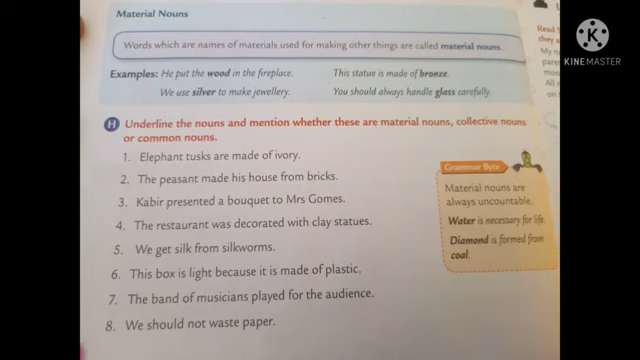 Material Nouns
Words which are names of materials used for making other things are called material nouns.
Examples: He put the wood in the fireplace.
This statue is made of bronze.
We use silver to make jewellery.
You should always handle glass carefully.
H Underline the nouns and mention whether these are material nouns, collective nouns
or common nouns.
1. Elephant tusks are made of ivory.
2. The peasant made his house from bricks.
3. Kabir presented a bouquet to Mrs Gomes.
4. The restaurant was decorated with clay statues.
5. We get silk from silkworms.
6. This box is light because it is made of plastic.
7. The band of musicians played for the audience.
8. We should not waste paper.
Grammar Byte
Material nouns are
always uncountable.
Water is necessary for life.
Diamond is formed from
coal.
Read
My
All
on
K
KINEMASTER